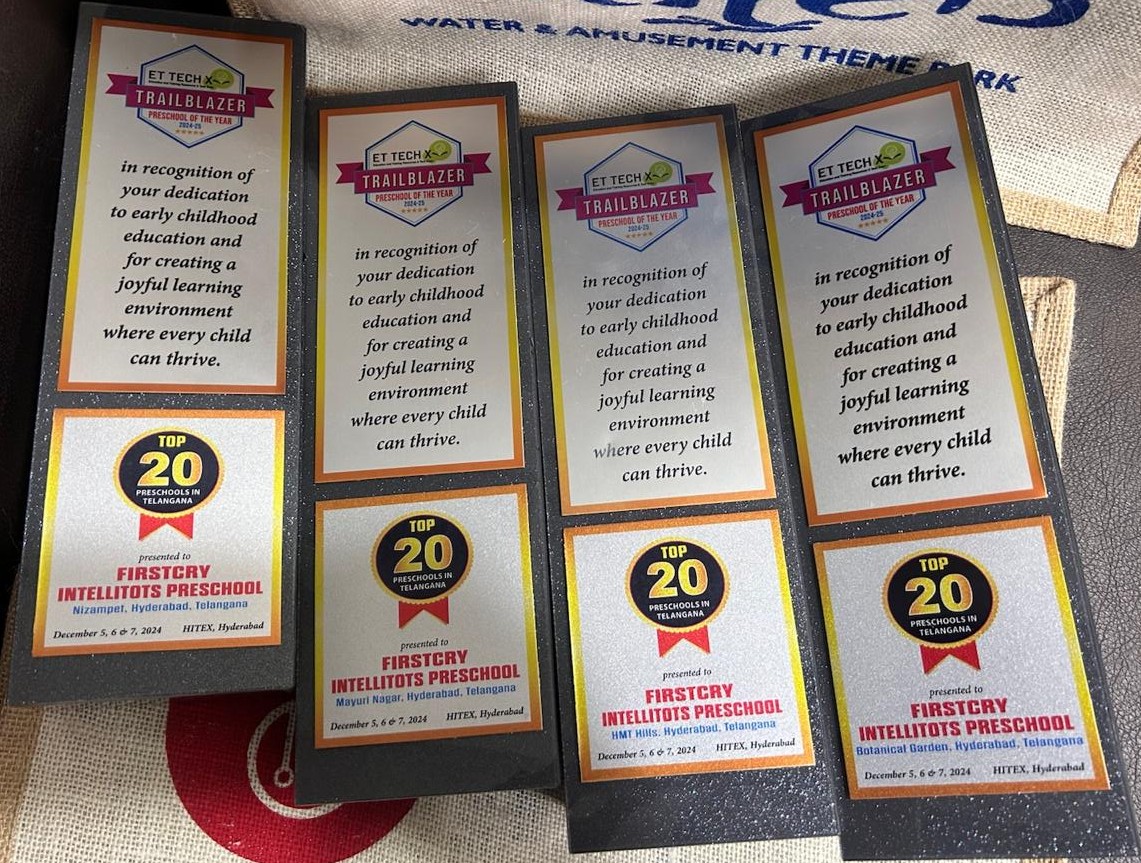 WATER & AMUSEMENT THEME PARK
ET TECH X
TRAILBLAZER
PRESCHOOL OF THE YEAR
2024-25
in recognition of
your dedication
to early childhood
education and
for creating a
joyful learning
environment
where every child
can thrive.
TOP
20
PRESCHOOLS IN
TELANGANA
presented to
FIRSTCRY
INTELLITOTS PRESCHOOL
Nizampet, Hyderabad, Telangana
December 5, 6 & 7, 2024 HITEX, Hyderabad
ET TECH X
TRAILBLAZER
PRESCHOOL OF THE YEAR
2024-25
in recognition of
your dedication
to early childhood
education and
for creating a
joyful learning
environment
where every child
can thrive.
TOP
20
PRESCHOOLS IN
TELANGANA
presented to
FIRSTCRY
INTELLITOTS PRESCHOOL
Mayuri Nagar, Hyderabad, Telangana
December 5, 6 & 7, 2024 HITEX, Hyderabad
ET TECH X
TRAILBLAZER
PRESCHOOL OF THE YEAR
2024-25
in recognition of
your dedication
to early childhood
education and
for creating a
joyful learning
environment
where every child
can thrive.
TOP
20
PRESCHOOLS IN
TELANGANA
presented to
FIRSTCRY
INTELLITOTS PRESCHOOL
HMT Hills, Hyderabad, Telangana
December 5, 6 & 7, 2024 HITEX, Hyderabad
ET TECH X
TRAILBLAZER
PRESCHOOL OF THE YEAR
2024-25
in recognition of
your dedication
to early childhood
education and
for creating a
joyful learning
environment
where every child
can thrive.
TOP
20
PRESCHOOLS IN
TELANGANA
presented to
FIRSTCRY
INTELLITOTS PRESCHOOL
Botanical Garden, Hyderabad, Telangana
December 5, 6 & 7, 2024 HITEX, Hyderabad